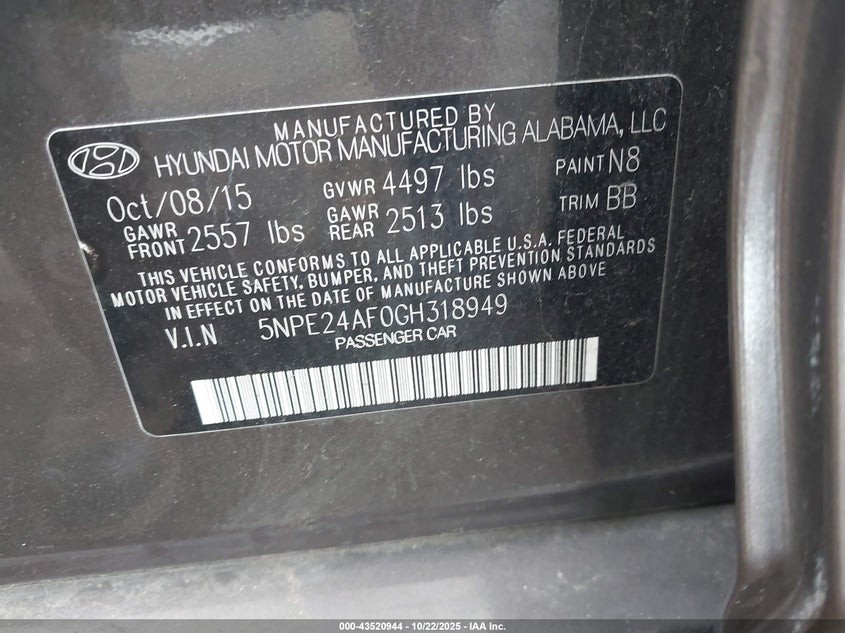 MANUFACTURED BY
HYUNDAI MOTOR MANUFACTURING ALABAMA, LLC
Oct/08/15 GVWR 4497 lbs PAINT N8
GAWR FRONT 2557 lbs GAWR REAR 2513 lbs TRIM BB
THIS VEHICLE CONFORMS TO ALL APPLICABLE U.S.A. FEDERAL
MOTOR VEHICLE SAFETY, BUMPER, AND THEFT PREVENTION STANDARDS
IN EFFECT ON THE DATE OF MANUFACTURE SHOWN ABOVE
V.I.N 5NPE24AF0GH318949
PASSENGER CAR
000-43520944 - 10/22/2025 - IAA Inc.